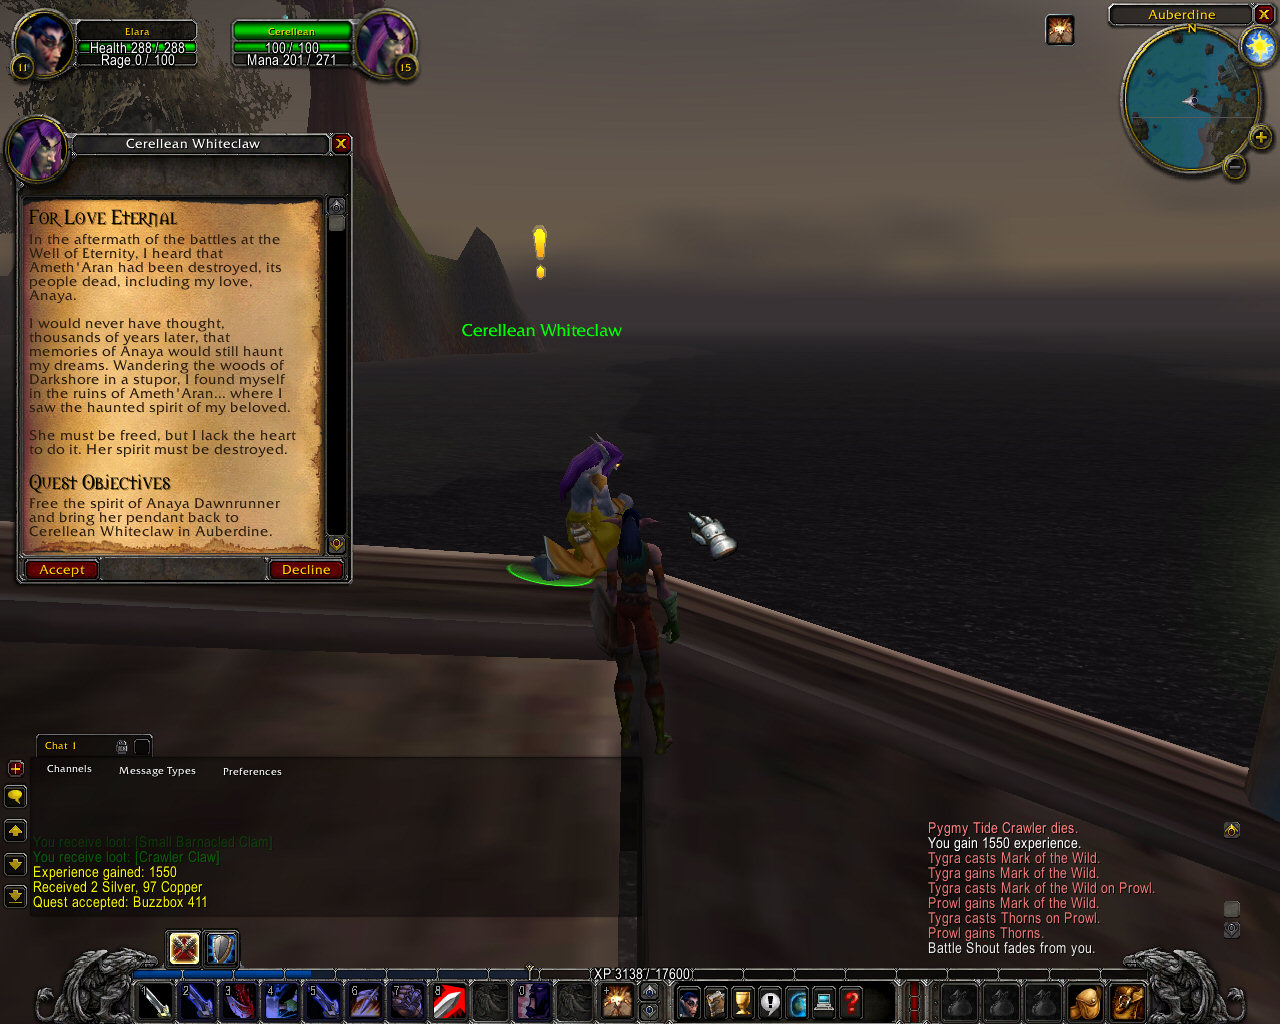 Elara
Health 288 / 288
Rage 0 / 100
11
Cerellean
100 / 100
Mana 201 / 271
15
Auberdine
N
Cerellean Whiteclaw
For Love Eternal
In the aftermath of the battles at the
Well of Eternity, I heard that
Ameth'Aran had been destroyed, its
people dead, including my love,
Anaya.
I would never have thought,
thousands of years later, that
memories of Anaya would still haunt
my dreams. Wandering the woods of
Darkshore in a stupor, I found myself
in the ruins of Ameth'Aran... where I
saw the haunted spirit of my beloved.
She must be freed, but I lack the heart
to do it. Her spirit must be destroyed.
Quest Objectives
Free the spirit of Anaya Dawnrunner
and bring her pendant back to
Cerellean Whiteclaw in Auberdine.
Accept
Decline
Cerellean Whiteclaw
Chat 1
Channels
Message Types
Preferences
You receive loot: [Small Barnacled Clam]
You receive loot: [Crawler Claw]
Experience gained: 1550
Received 2 Silver, 97 Copper
Quest accepted: Buzzbox 411
Pygmy Tide Crawler dies.
You gain 1550 experience.
Tygra casts Mark of the Wild.
Tygra gains Mark of the Wild.
Tygra casts Mark of the Wild on Prowl.
Prowl gains Mark of the Wild.
Tygra casts Thorns on Prowl.
Prowl gains Thorns.
Battle Shout fades from you.
XP 3138 / 17600
1
2
3
4
5
6
7
8
0
+